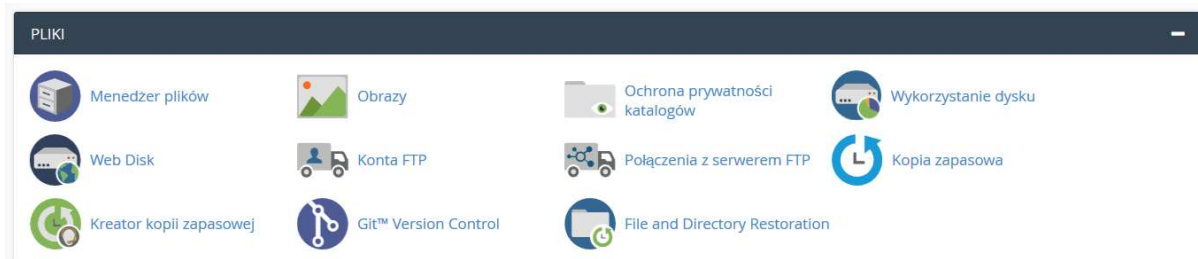 PLIKI
Menedżer plików
Obrazy
Ochrona prywatności
katalogów
Wykorzystanie dysku
Web Disk
Konta FTP
Połączenia z serwerem FTP
Kopia zapasowa
Kreator kopii zapasowej
Git™ Version Control
File and Directory Restoration